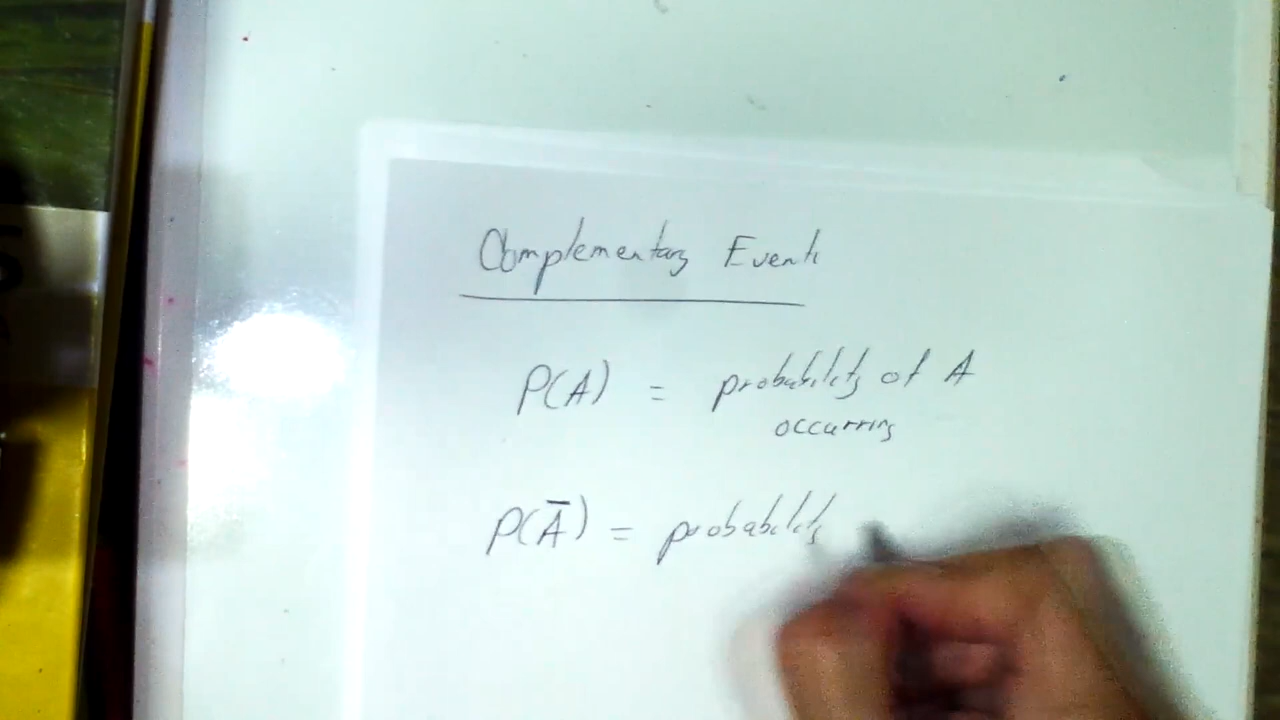 Complementary Events
P(A) = probability of A
occurring
P(Ā) = probability